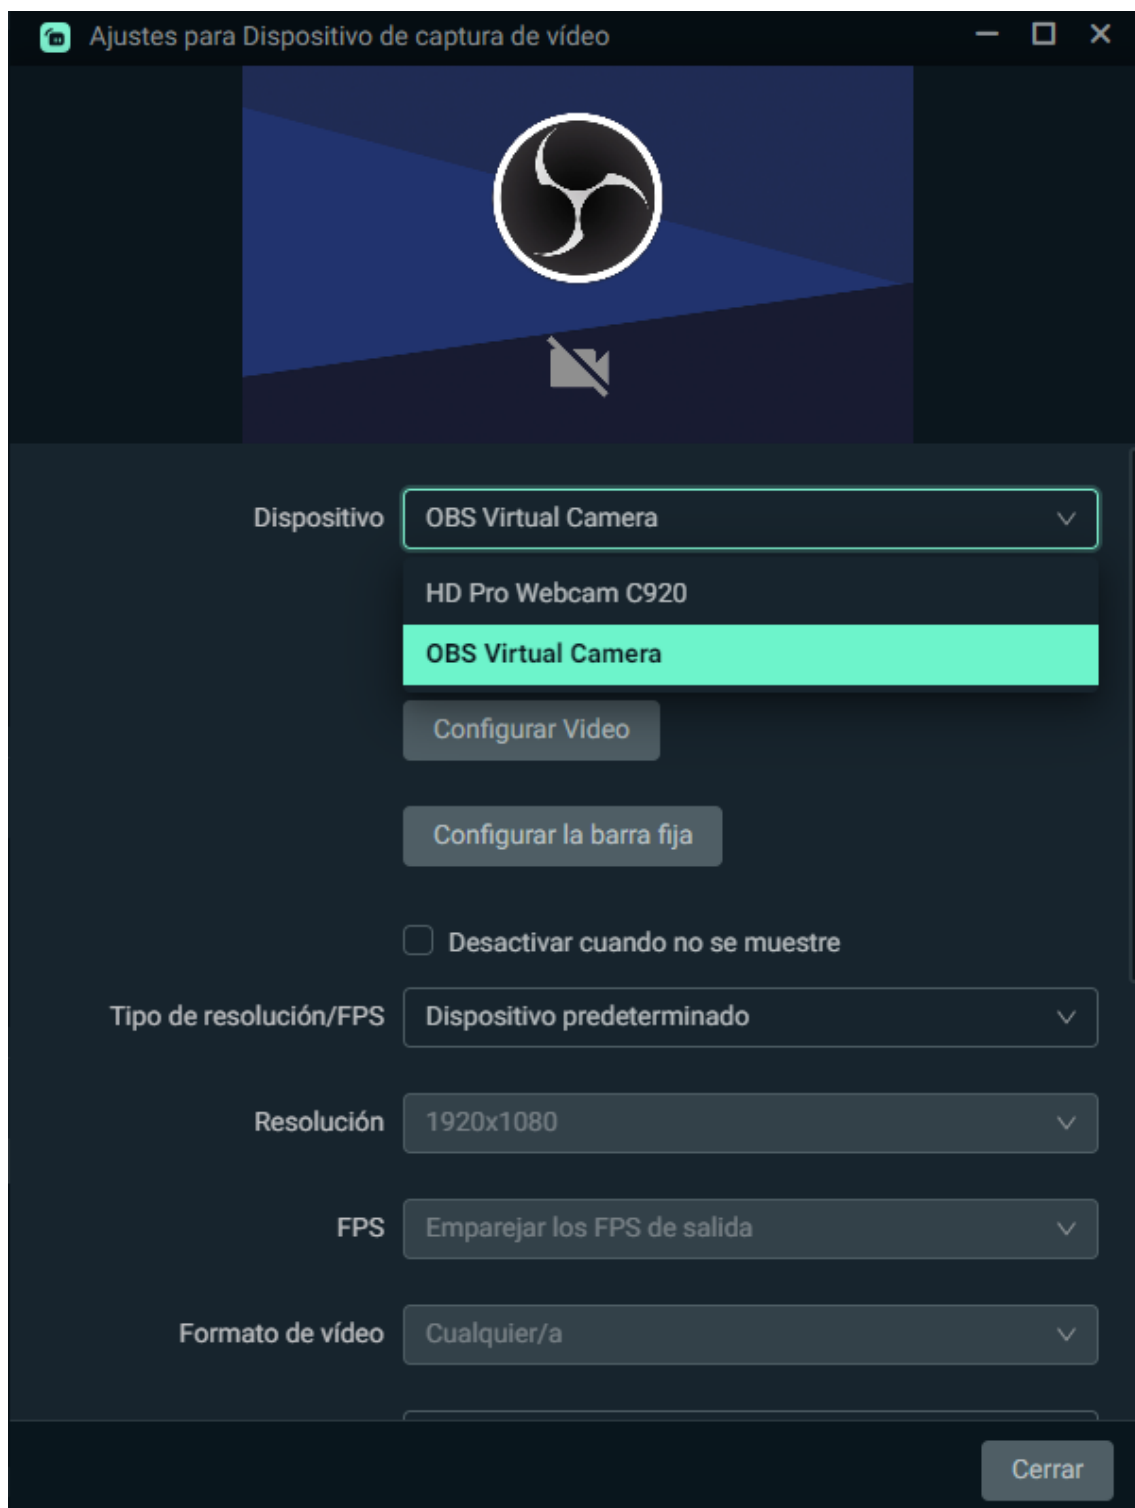 Ajustes para Dispositivo de captura de vídeo
Dispositivo
OBS Virtual Camera
HD Pro Webcam C920
OBS Virtual Camera
Configurar Video
Configurar la barra fija
Desactivar cuando no se muestre
Tipo de resolución/FPS
Dispositivo predeterminado
Resolución
1920x1080
FPS
Emparejar los FPS de salida
Formato de vídeo
Cualquier/a
Cerrar